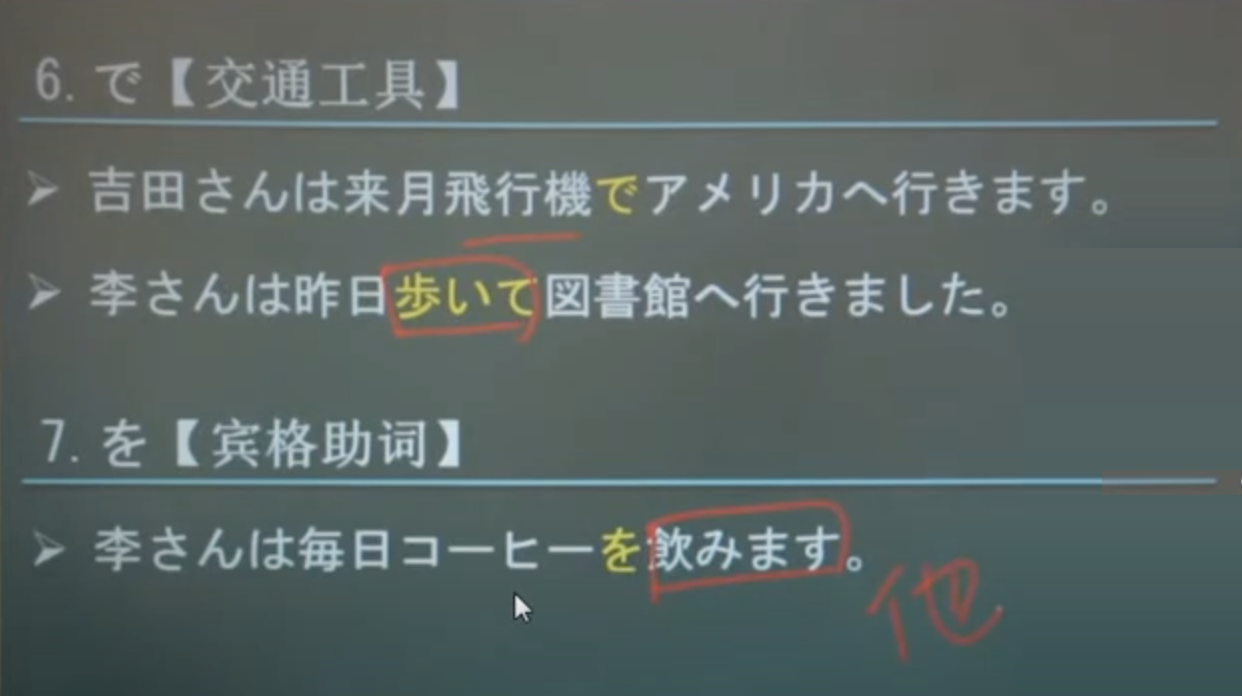 6. で【交通工具】
➢ 吉田さんは来月飛行機でアメリカへ行きます。
➢ 李さんは昨日歩いて図書館へ行きました。
7. を【宾格助词】
➢ 李さんは毎日コーヒーを飲みます。
他